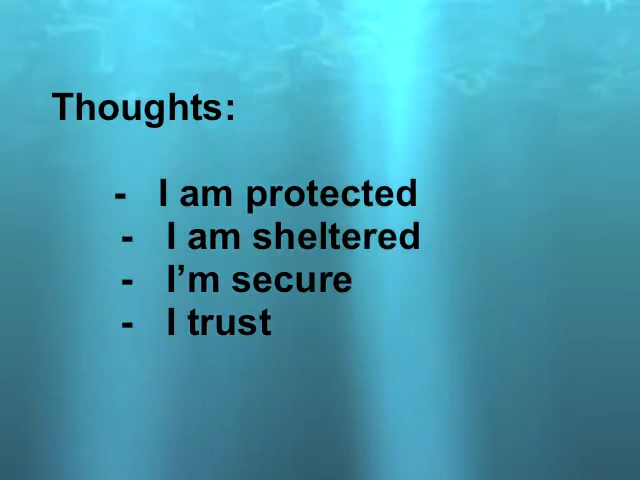 Thoughts:
- I am protected
- I am sheltered
- I’m secure
- I trust